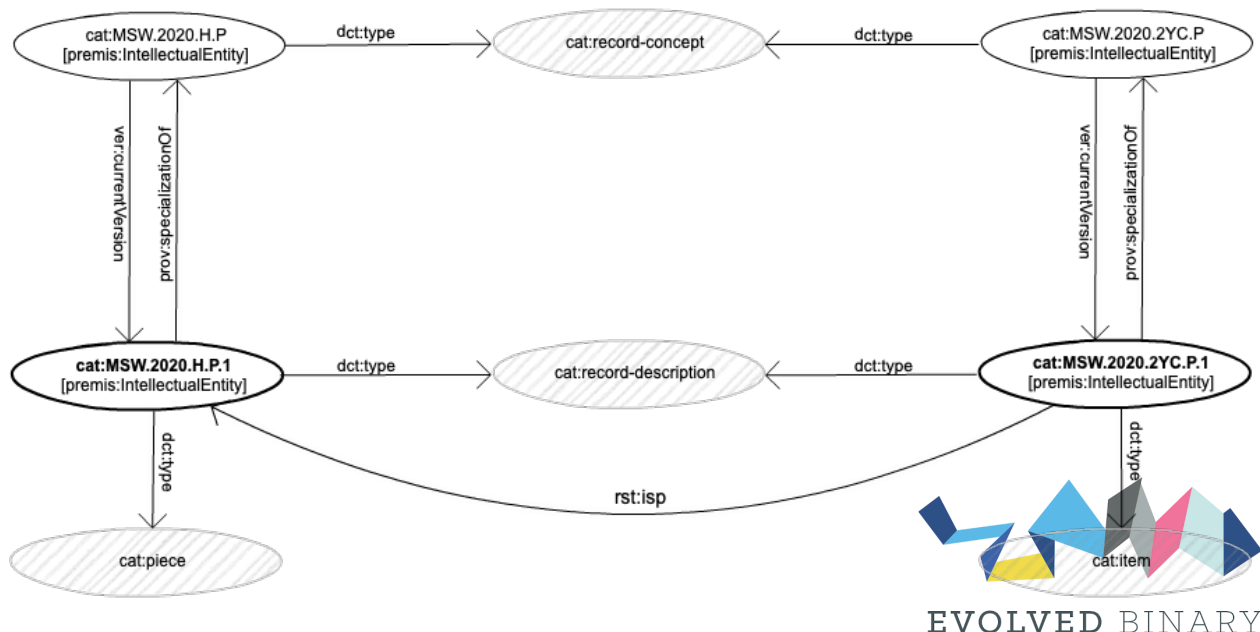 cat:MSW.2020.H.P
[premis:IntellectualEntity]
dct:type
cat:record-concept
dct:type
cat:MSW.2020.2YC.P
[premis:IntellectualEntity]
ver:currentVersion
prov:specializationOf
ver:currentVersion
prov:specializationOf
cat:MSW.2020.H.P.1
[premis:IntellectualEntity]
dct:type
cat:record-description
dct:type
cat:MSW.2020.2YC.P.1
[premis:IntellectualEntity]
dct:type
rst:isp
dct:type
cat:piece
cat:item
EVOLVED BINARY